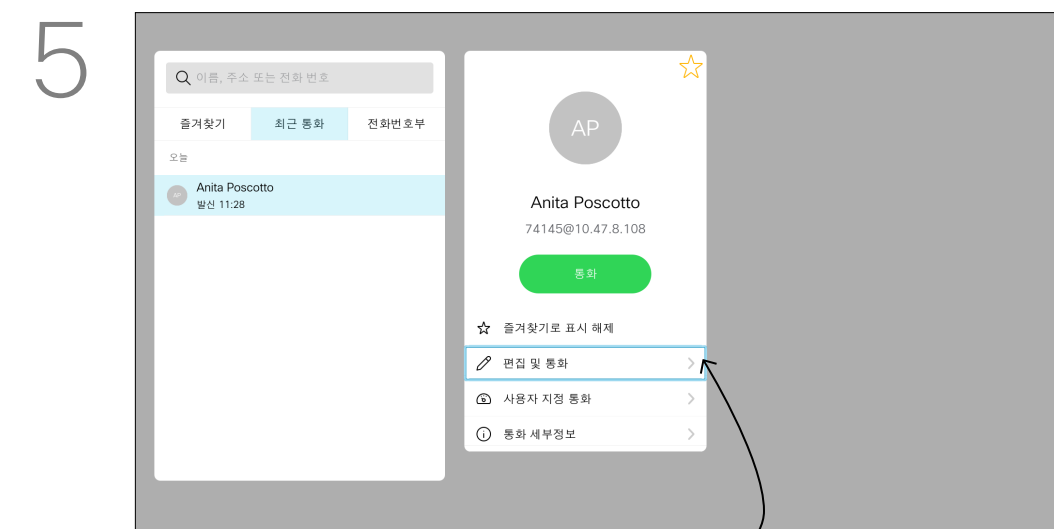 5
이름, 주소 또는 전화 번호
즐겨찾기 최근 통화 전화번호부
오늘
AP
Anita Poscotto
발신 11:28
AP
Anita Poscotto
74145@10.47.8.108
통화
즐겨찾기로 표시 해제
편집 및 통화
사용자 지정 통화
통화 세부정보